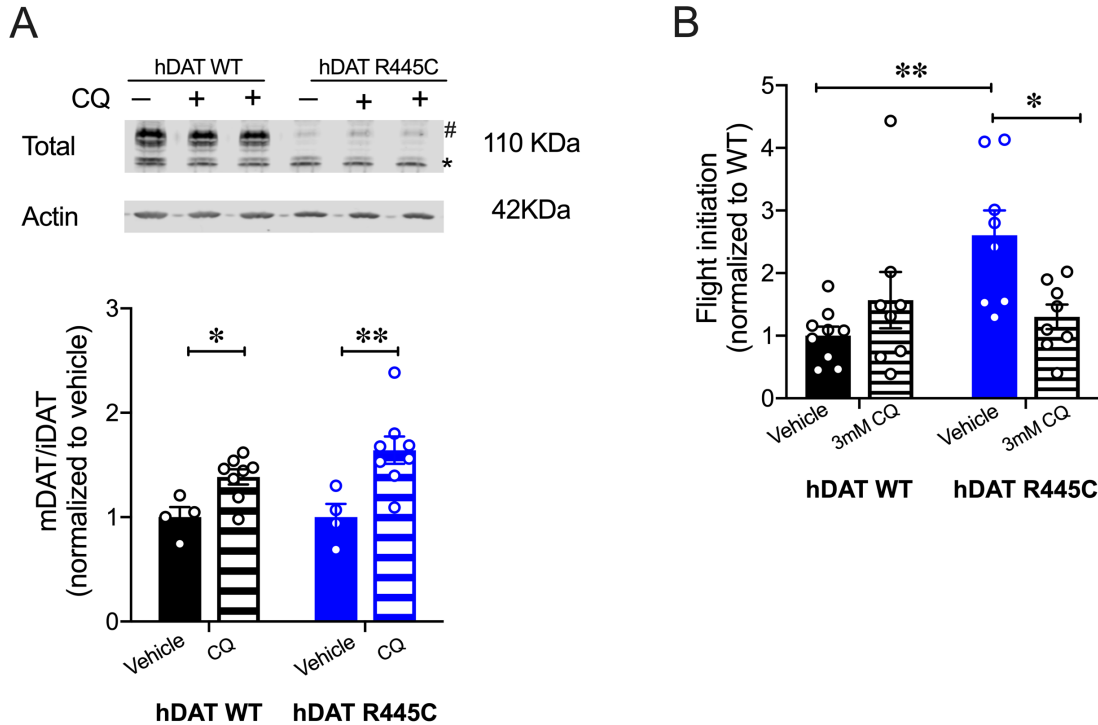 A
hDAT WT hDAT R445C
CQ − + + − + +
Total # 110 KDa
*
Actin 42KDa
mDAT/iDAT
(normalized to vehicle)
3
2
1
0
*
**
Vehicle CQ Vehicle CQ
hDAT WT hDAT R445C
B
Flight initiation
(normalized to WT)
5
4
3
2
1
0
**
*
Vehicle 3mM CQ Vehicle 3mM CQ
hDAT WT hDAT R445C